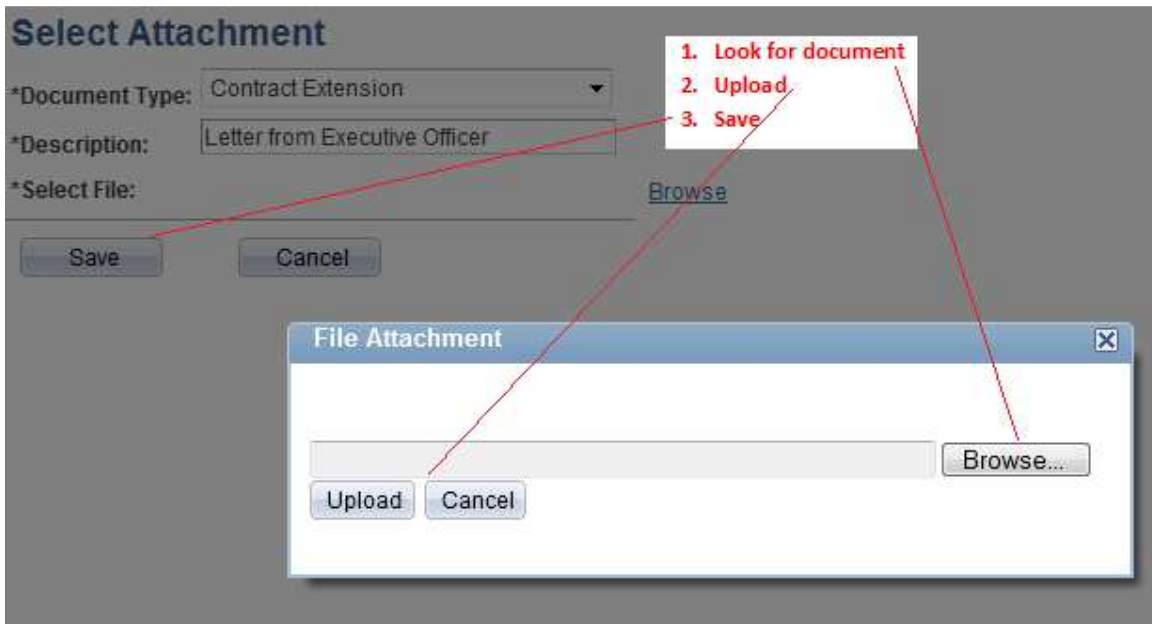 Select Attachment
*Document Type: Contract Extension
*Description: Letter from Executive Officer
*Select File: Browse
Save Cancel
1. Look for document
2. Upload
3. Save
File Attachment
Browse...
Upload Cancel